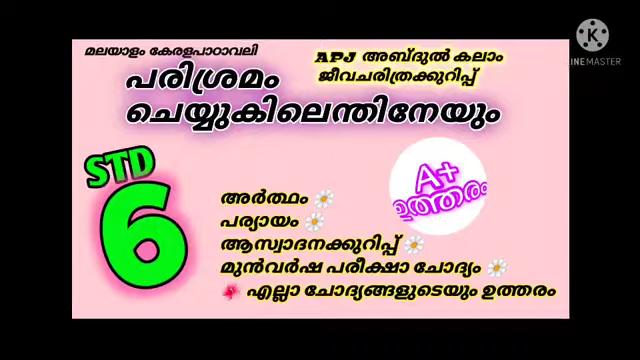 മലയാളം കേരളപാഠാവലി
APJ അബ്ദുൽ കലാം
ജീവചരിത്രക്കുറിപ്പ്
പരിശ്രമം
ചെയ്യുകിലെന്തിനേയും
STD
6
A+
ഉത്തരം
അർത്ഥം
പര്യായം
ആസ്വാദനക്കുറിപ്പ്
മുൻവർഷ പരീക്ഷാ ചോദ്യം
എല്ലാ ചോദ്യങ്ങളുടെയും ഉത്തരം
K
INEMASTER